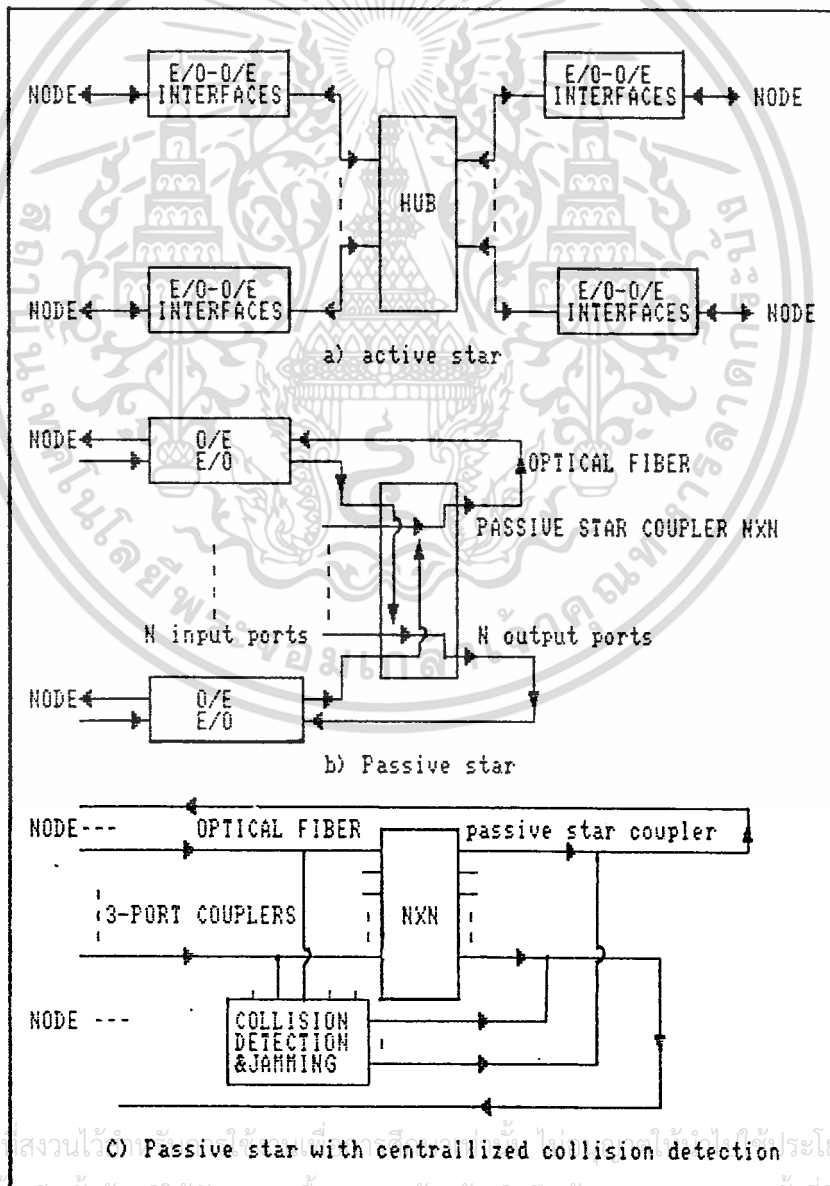 E/O-O/E E/O-O/E
NODE INTERFACES INTERFACES NODE
HUB
E/O-O/E E/O-O/E
NODE INTERFACES INTERFACES NODE
a) active star
NODE O/E
E/O
OPTICAL FIBER
PASSIVE STAR COUPLER NXN
N input ports N output ports
NODE O/E
E/O
b) Passive star
NODE--- OPTICAL FIBER passive star coupler
3-PORT COUPLERS NXN
NODE --- COLLISION
DETECTION
&JAMMING
C) Passive star with centrallized collision detection